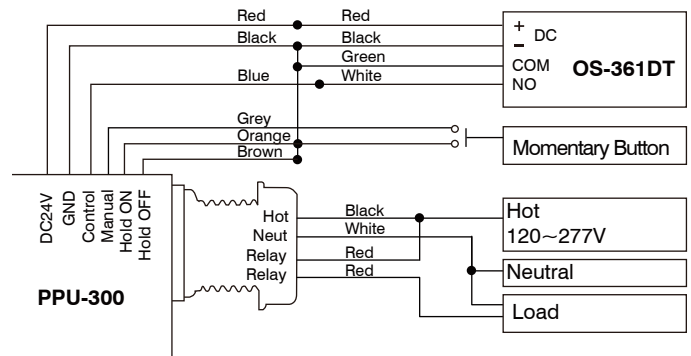 Red Red
Black Black
Green
Blue White
+ DC
−
COM
NO
OS-361DT
Grey
Orange
Brown
Momentary Button
DC24V
GND
Control
Manual
Hold ON
Hold OFF
PPU-300
Hot
Neut
Relay
Relay
Black
White
Red
Red
Hot
120~277V
Neutral
Load